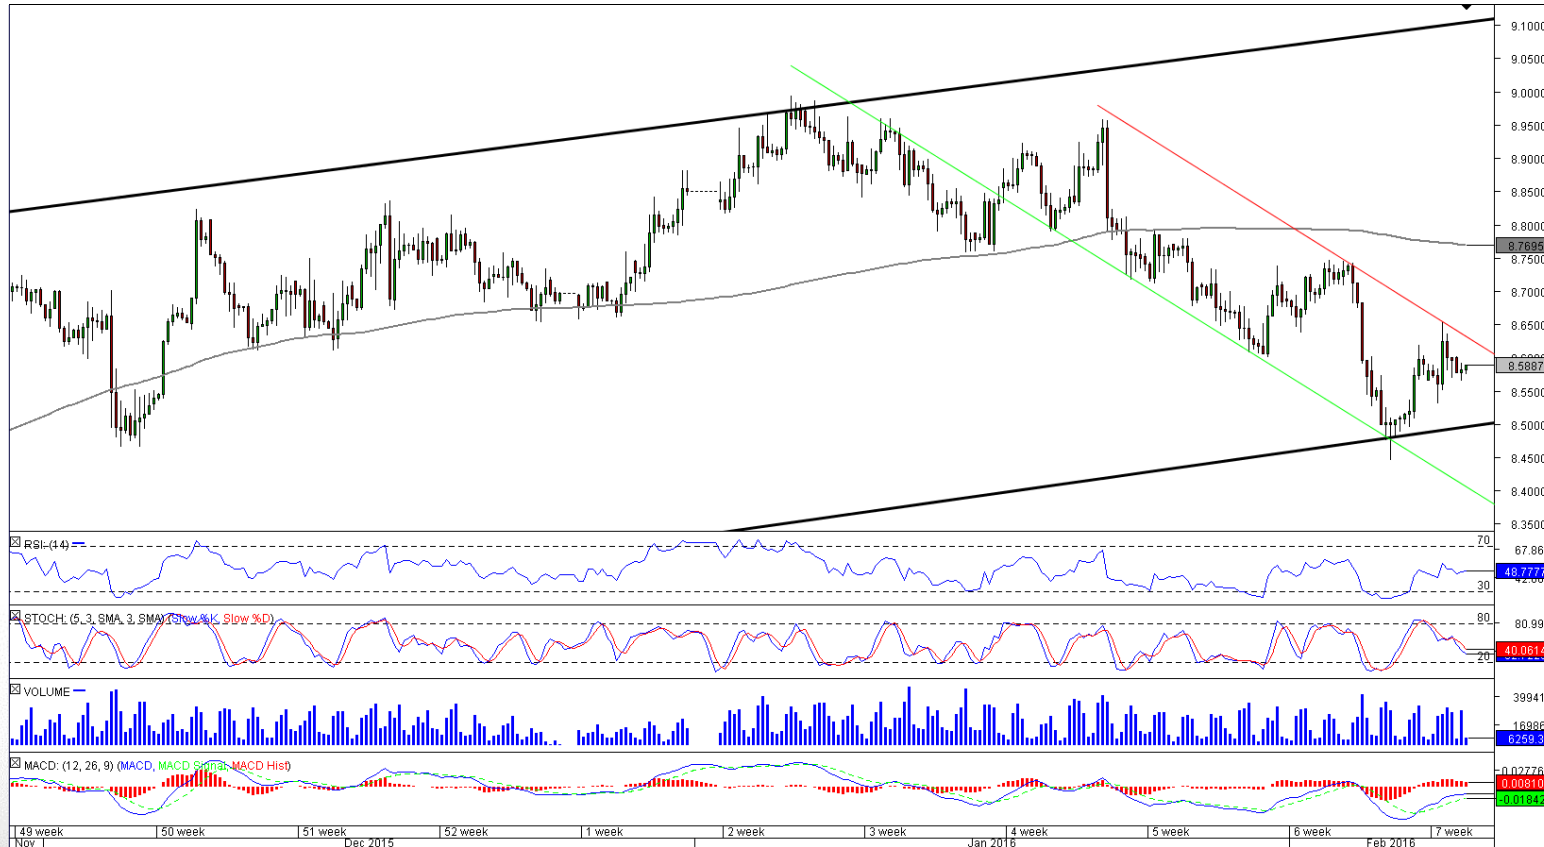 9.1000
9.0500
9.0000
8.9500
8.9000
8.8500
8.8000
8.7695
8.7500
8.7000
8.6500
8.5887
8.5500
8.5000
8.4500
8.4000
8.3500
RSI: (14)
70
67.86
48.7777
30
STOCH: (5, 3, SMA, 3, SMA) (Slow %K, Slow %D)
80
80.99
40.0614
20
VOLUME
39941
16986
6259.3
MACD: (12, 26, 9) (MACD, MACD Signal, MACD Hist)
0.02776
0.00810
-0.01842
49 week
50 week
51 week
52 week
1 week
2 week
3 week
4 week
5 week
6 week
7 week
Nov
Dec 2015
Jan 2016
Feb 2016